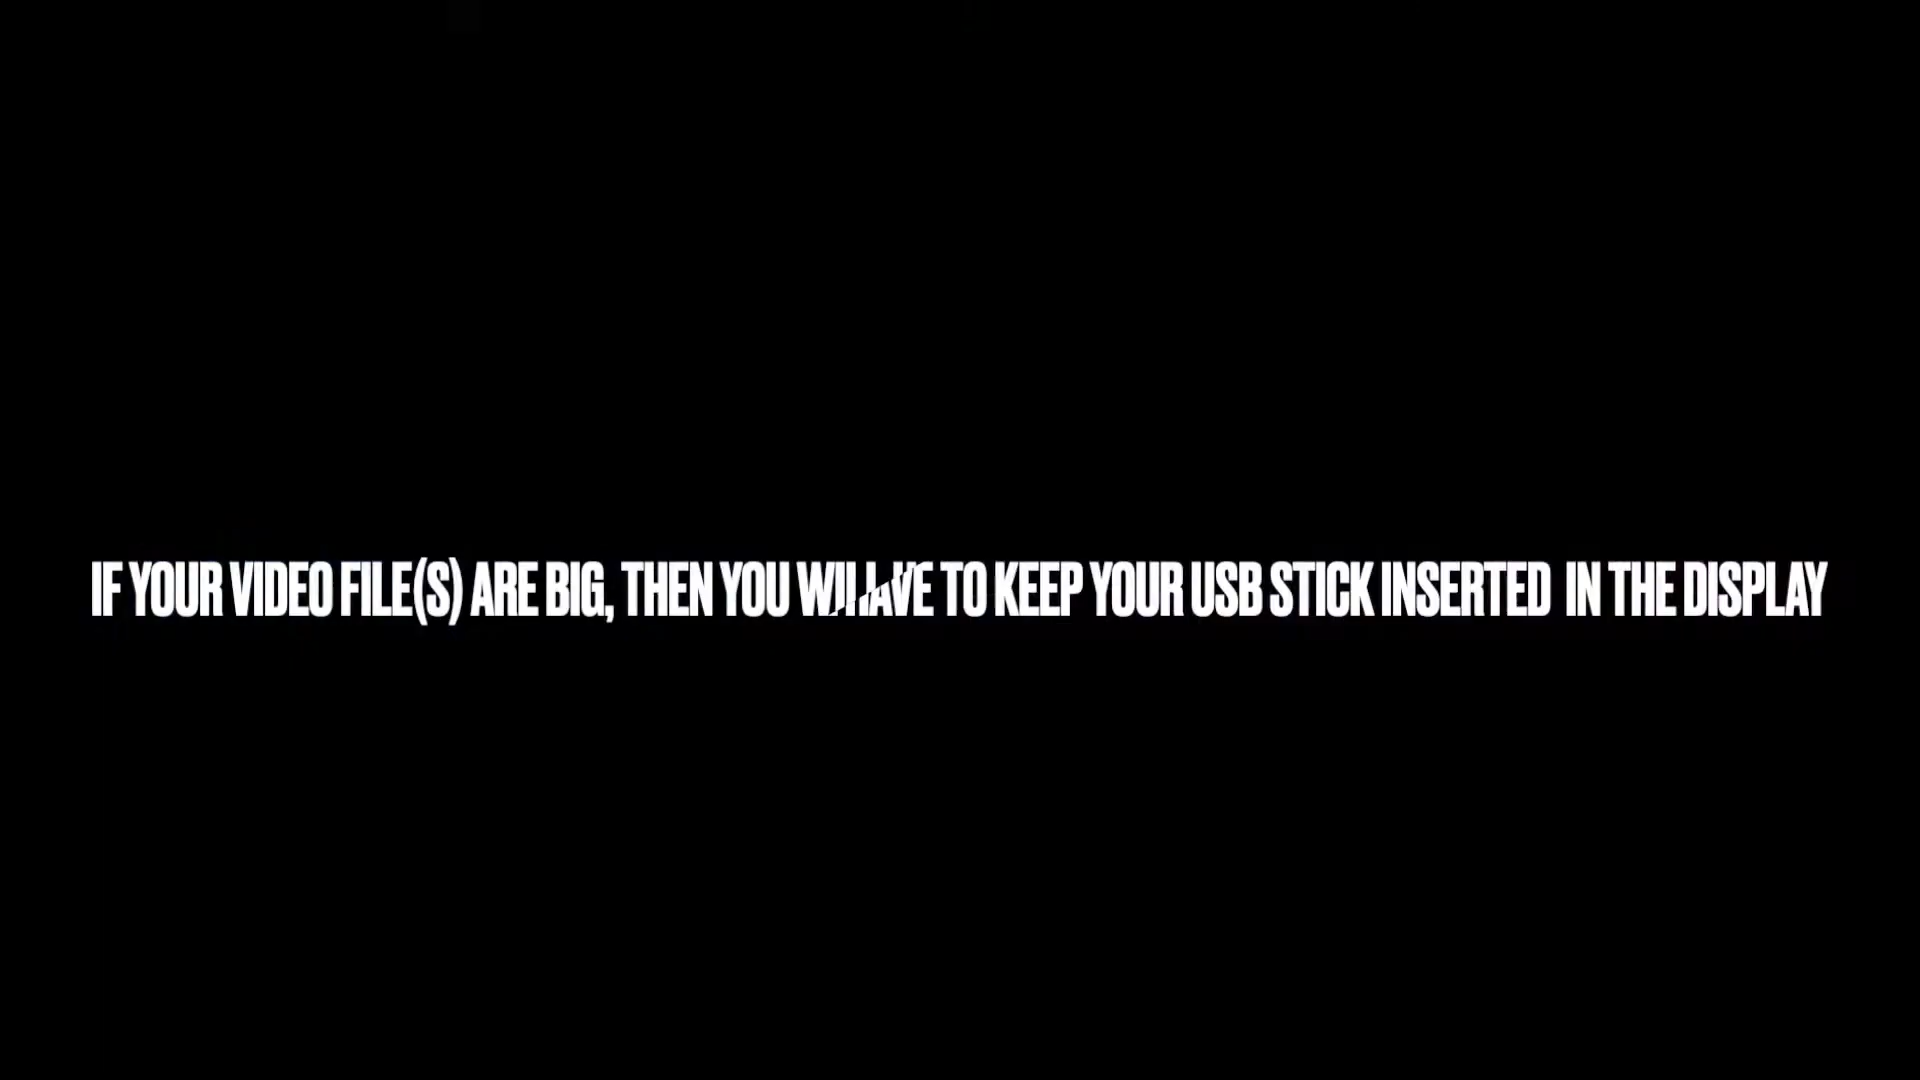 IF YOUR VIDEO FILE(S) ARE BIG, THEN YOU TO KEEP YOUR USB STICK INSERTED IN THE DISPLAY